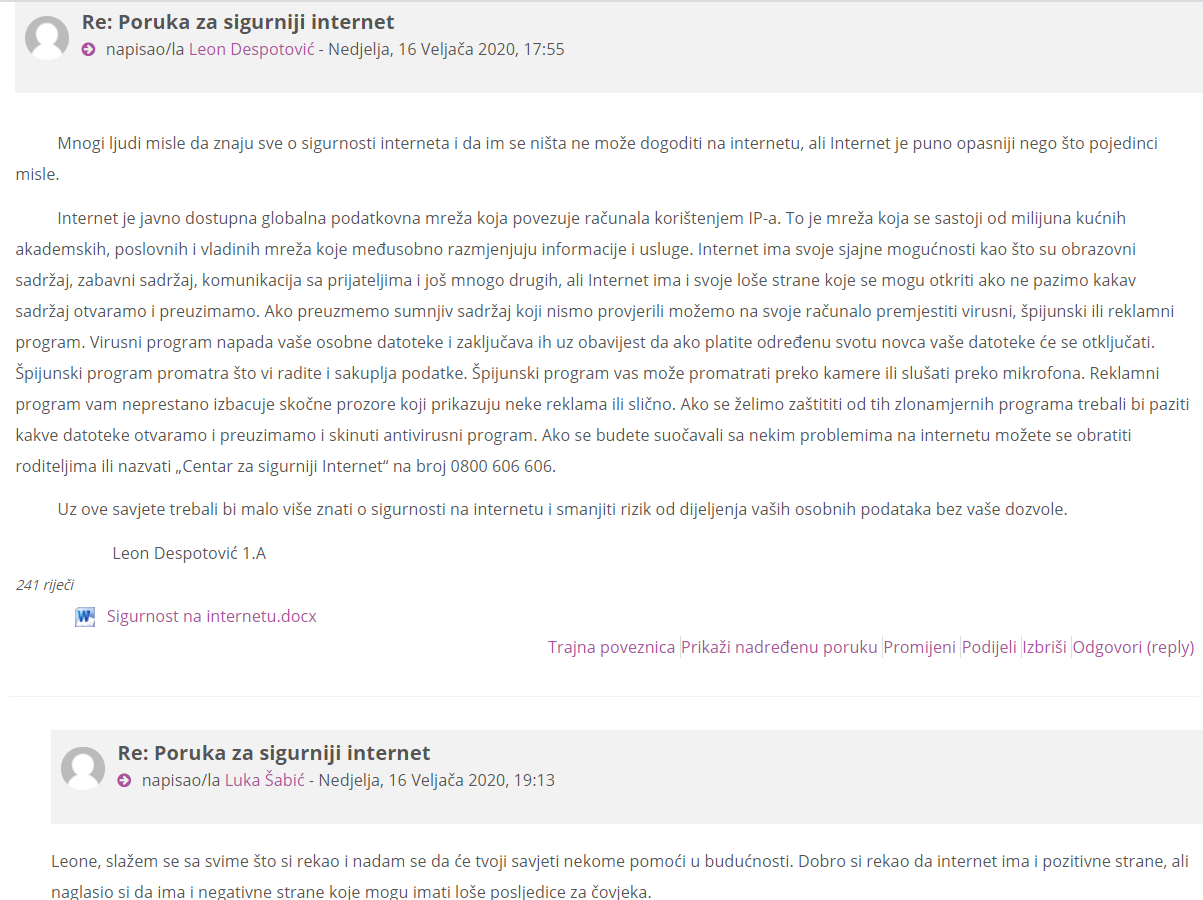 Re: Poruka za sigurniji internet
napisao/la Leon Despotović - Nedjelja, 16 Veljača 2020, 17:55
Mnogi ljudi misle da znaju sve o sigurnosti interneta i da im se ništa ne može dogoditi na internetu, ali Internet je puno opasniji nego što pojedinci
misle.
Internet je javno dostupna globalna podatkovna mreža koja povezuje računala korištenjem IP-a. To je mreža koja se sastoji od milijuna kućnih
akademskih, poslovnih i vladinih mreža koje međusobno razmjenjuju informacije i usluge. Internet ima svoje sjajne mogućnosti kao što su obrazovni
sadržaj, zabavni sadržaj, komunikacija sa prijateljima i još mnogo drugih, ali Internet ima i svoje loše strane koje se mogu otkriti ako ne pazimo kakav
sadržaj otvaramo i preuzimamo. Ako preuzmemo sumnjiv sadržaj koji nismo provjerili možemo na svoje računalo premjestiti virusni, špijunski ili reklamni
program. Virusni program napada vaše osobne datoteke i zaključava ih uz obavijest da ako platite određenu svotu novca vaše datoteke će se otključati.
Špijunski program promatra što vi radite i sakuplja podatke. Špijunski program vas može promatrati preko kamere ili slušati preko mikrofona. Reklamni
program vam neprestano izbacuje skočne prozore koji prikazuju neke reklama ili slično. Ako se želimo zaštititi od tih zlonamjernih programa trebali bi paziti
kakve datoteke otvaramo i preuzimamo i skinuti antivirusni program. Ako se budete suočavali sa nekim problemima na internetu možete se obratiti
roditeljima ili nazvati „Centar za sigurniji Internet“ na broj 0800 606 606.
Uz ove savjete trebali bi malo više znati o sigurnosti na internetu i smanjiti rizik od dijeljenja vaših osobnih podataka bez vaše dozvole.
Leon Despotović 1.A
241 riječi
Sigurnost na internetu.docx
Trajna poveznica Prikaži nadređenu poruku Promijeni Podijeli Izbriši Odgovori (reply)
Re: Poruka za sigurniji internet
napisao/la Luka Šabić - Nedjelja, 16 Veljača 2020, 19:13
Leone, slažem se sa svime što si rekao i nadam se da će tvoji savjeti nekome pomoći u budućnosti. Dobro si rekao da internet ima i pozitivne strane, ali
naglasio si da ima i negativne strane koje mogu imati loše posljedice za čovjeka.